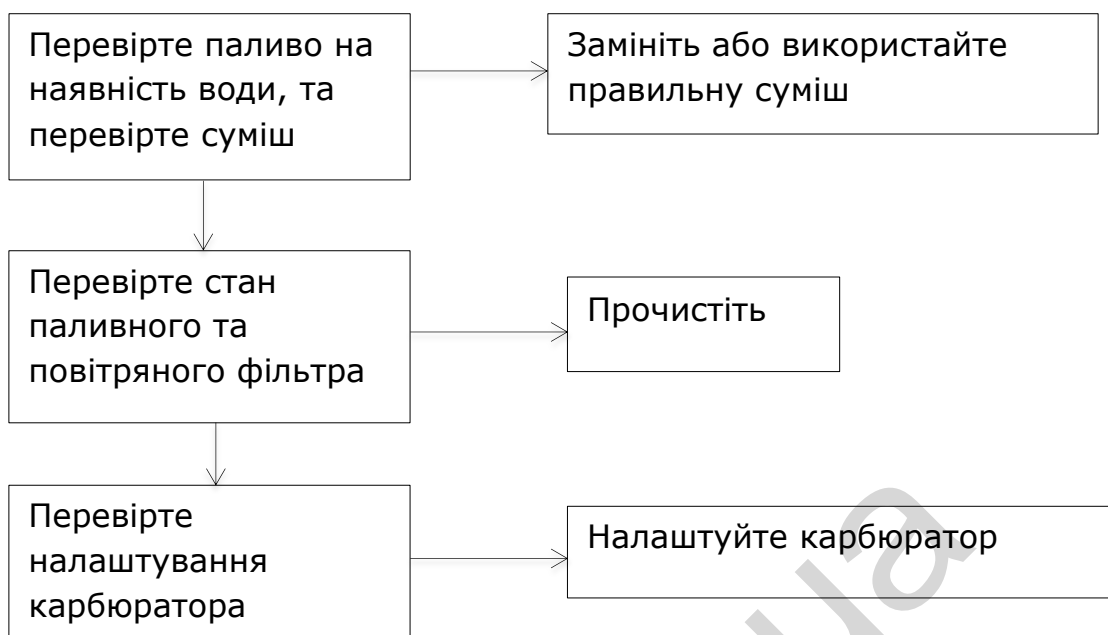 Перевірте паливо на
наявність води, та
перевірте суміш
Замініть або використайте
правильну суміш
Перевірте стан
паливного та
повітряного фільтра
Прочистіть
Перевірте
налаштування
карбюратора
Налаштуйте карбюратор
ua